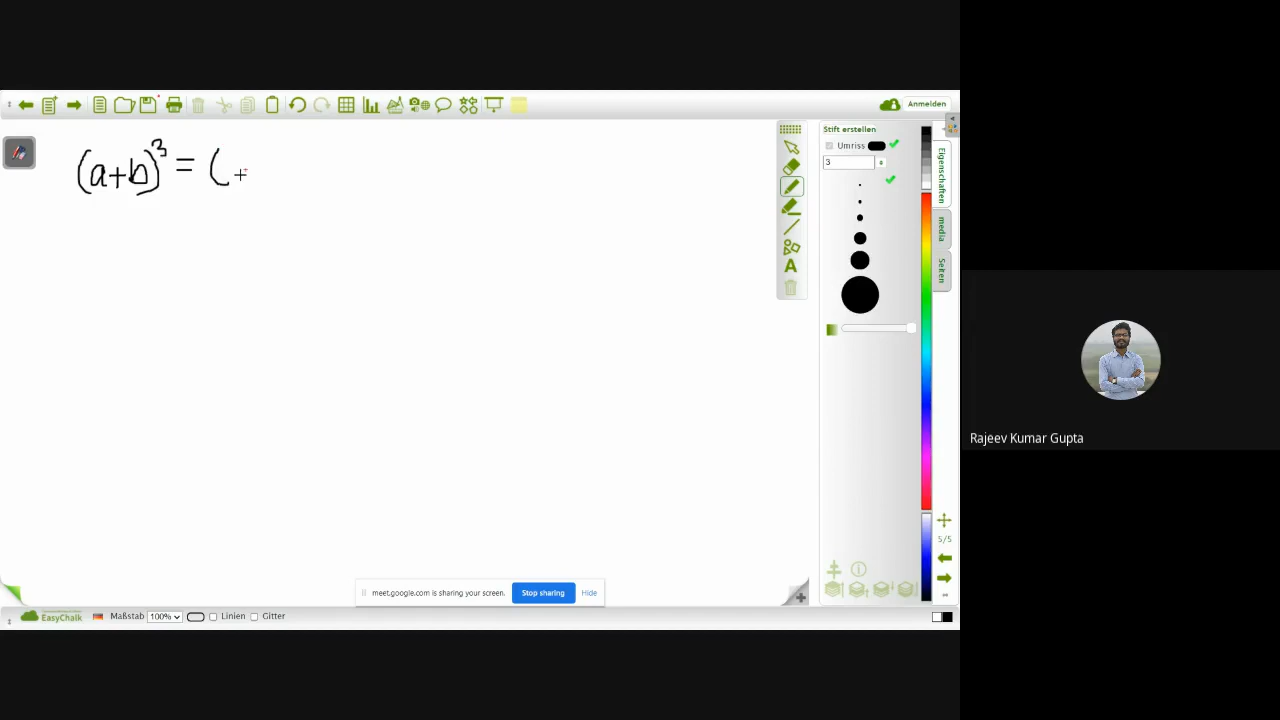 Anmelden
Stift erstellen
Umriss
3
(a+b)³ = (
Eigenschaften
media
Seiten
5/5
Rajeev Kumar Gupta
meet.google.com is sharing your screen. Stop sharing Hide
EasyChalk Maßstab 100% Linien Gitter